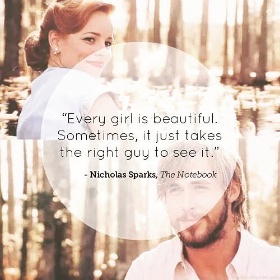 “Every girl is beautiful.
Sometimes, it just takes
the right guy to see it.”
- Nicholas Sparks, The Notebook